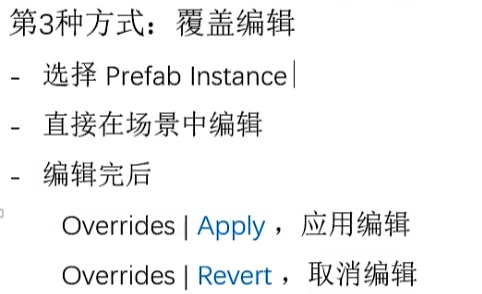 第3种方式：覆盖编辑
- 选择 Prefab Instance
- 直接在场景中编辑
- 编辑完后
Overrides | Apply ，应用编辑
Overrides | Revert ，取消编辑